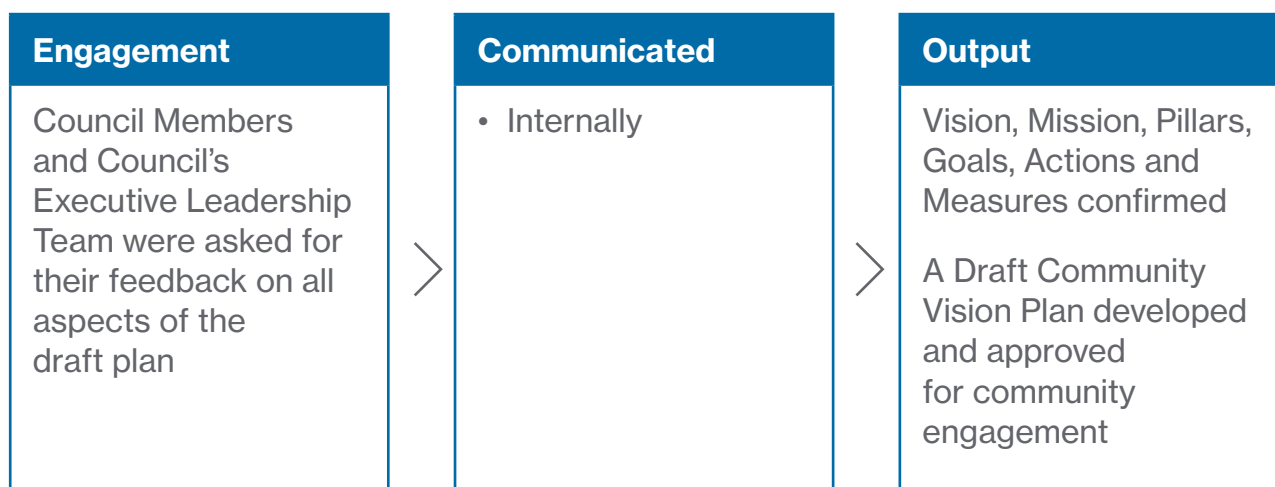 Engagement
Council Members
and Council’s
Executive Leadership
Team were asked for
their feedback on all
aspects of the
draft plan
Communicated
• Internally
Output
Vision, Mission, Pillars,
Goals, Actions and
Measures confirmed
A Draft Community
Vision Plan developed
and approved
for community
engagement